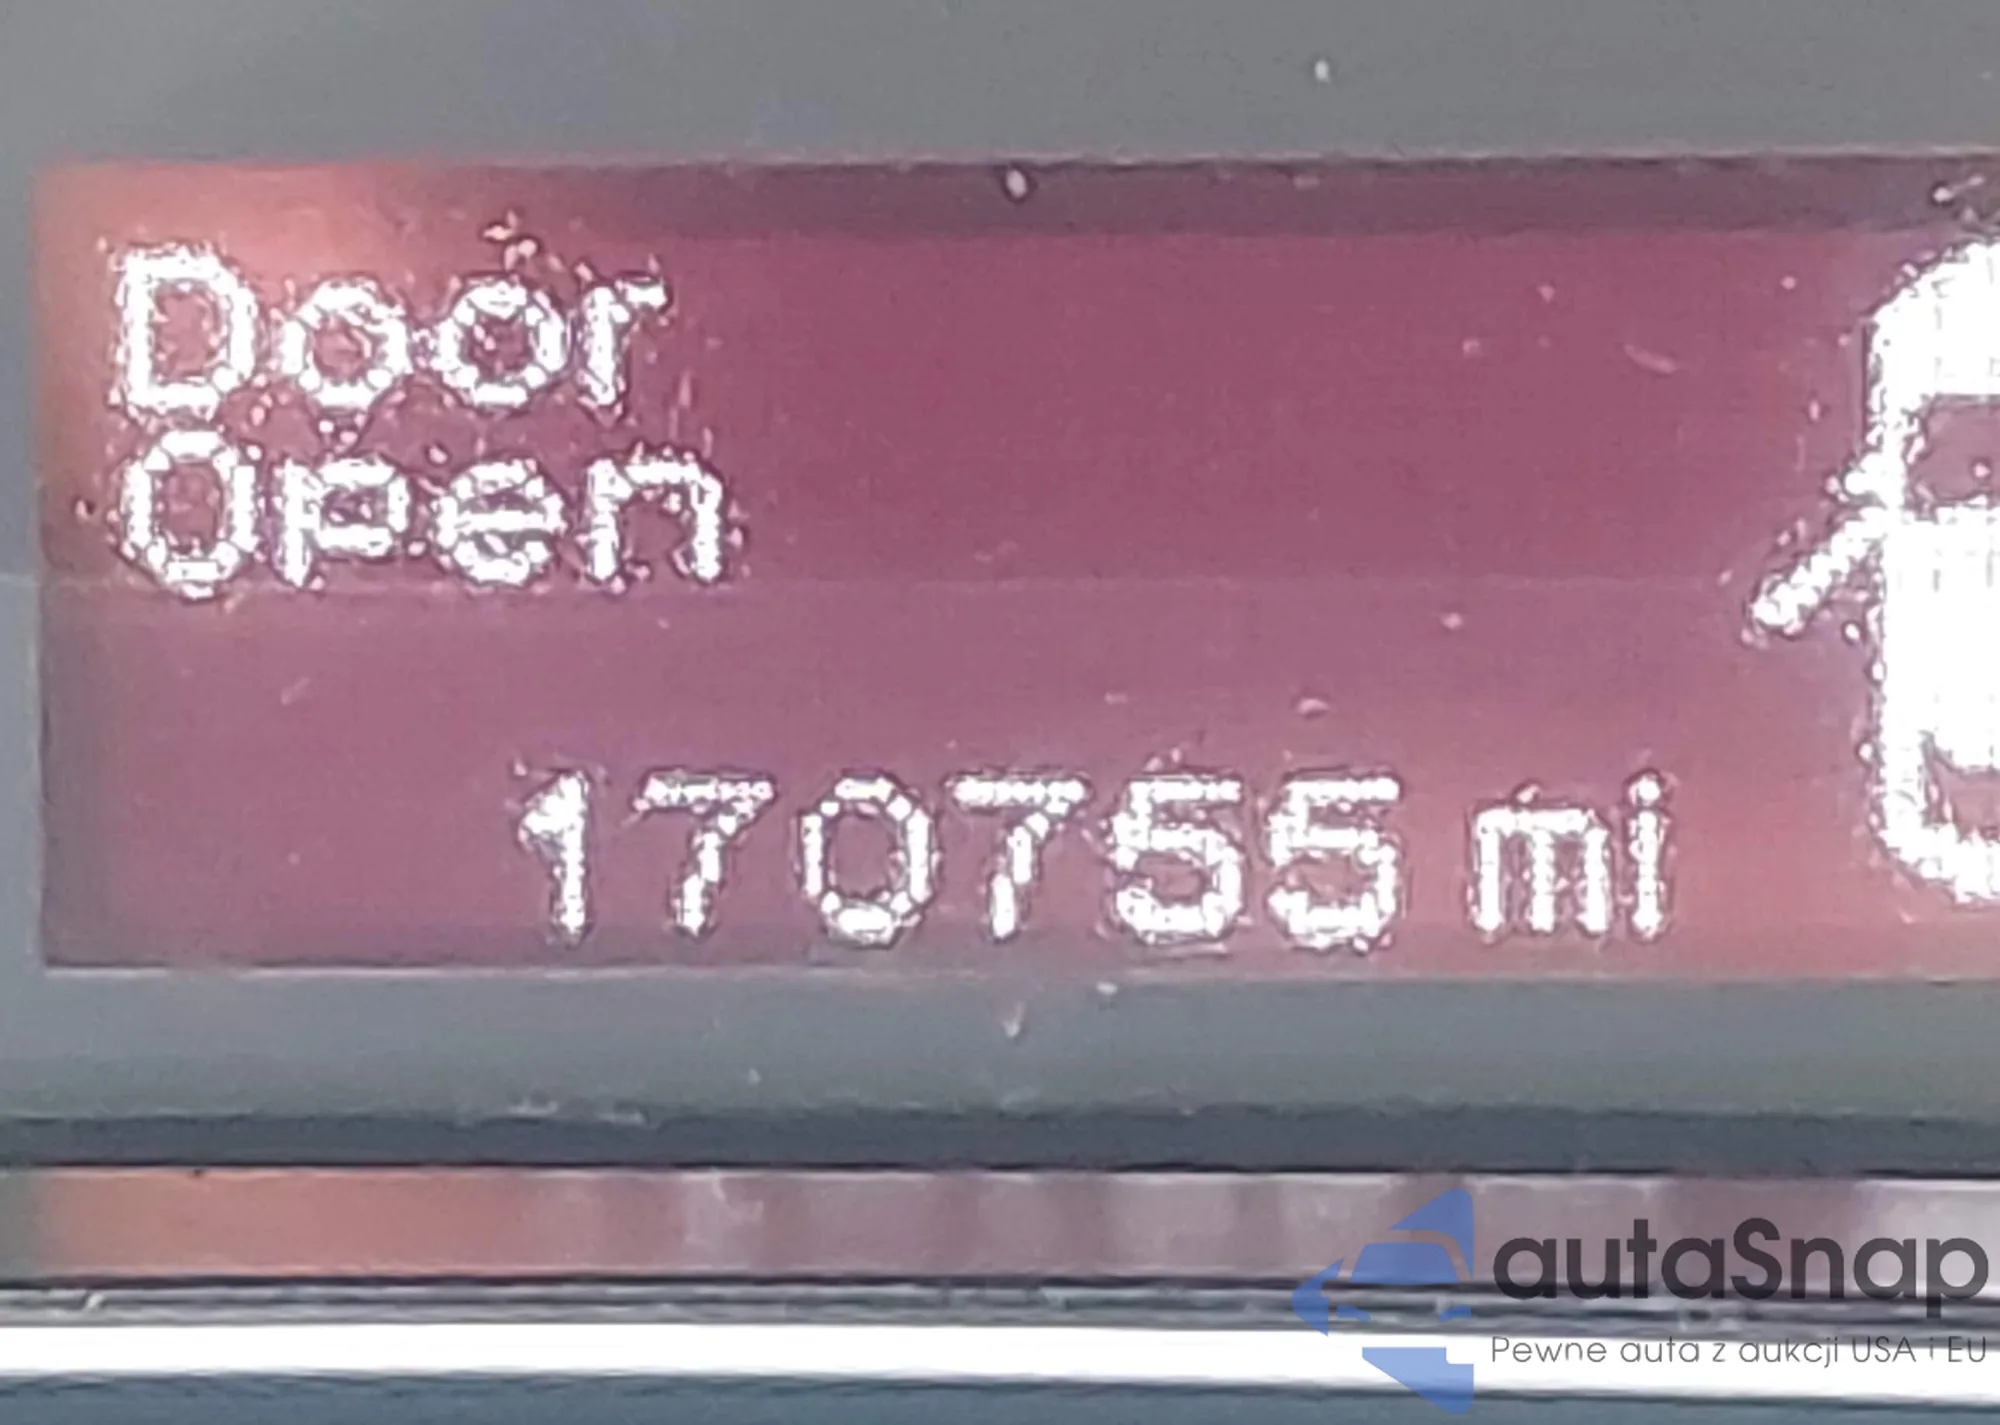 Door
Open
170755 mi
autaSnap
Pewne auta z aukcji USA i EU